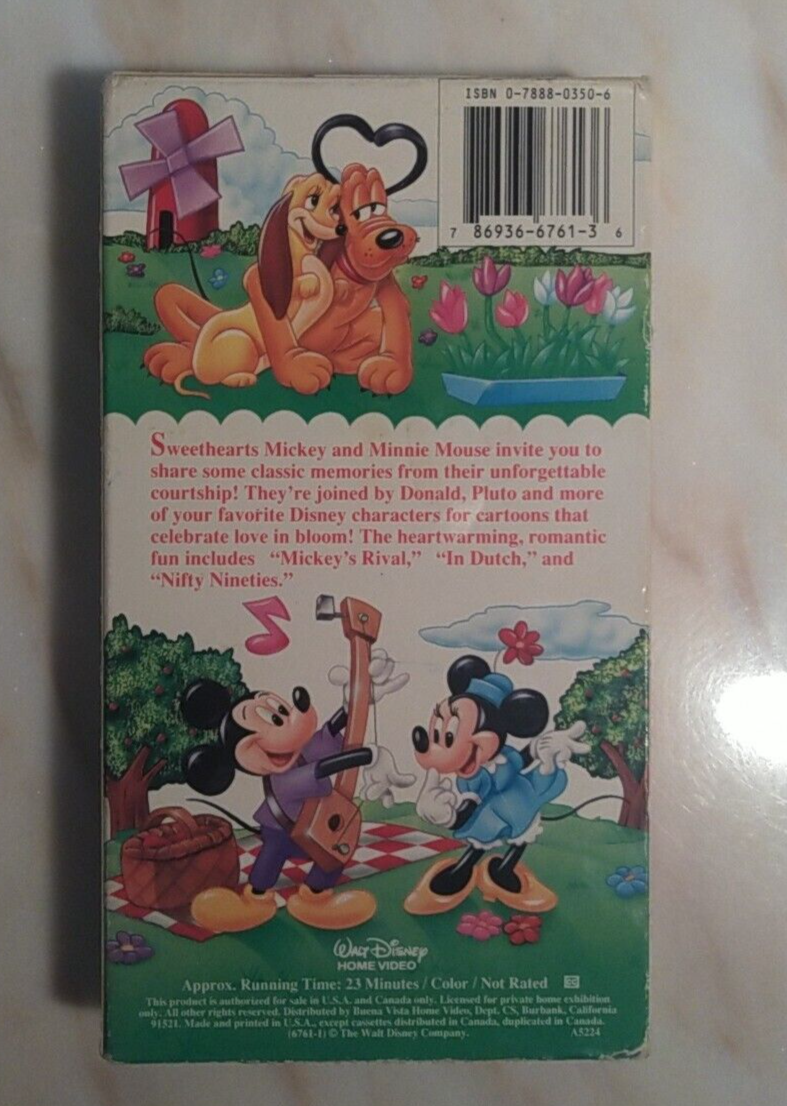 ISBN 0-7888-0350-6
7 86936-6761-3 6
Sweethearts Mickey and Minnie Mouse invite you to
share some classic memories from their unforgettable
courtship! They're joined by Donald, Pluto and more
of your favorite Disney characters for cartoons that
celebrate love in bloom! The heartwarming, romantic
fun includes "Mickey's Rival," "In Dutch," and
"Nifty Nineties."
Walt Disney
HOME VIDEO
Approx. Running Time: 23 Minutes / Color / Not Rated
This product is authorized for sale in U.S.A. and Canada only. Licensed for private home exhibition
only. All other rights reserved. Distributed by Buena Vista Home Video, Dept. CS, Burbank, California
91521. Made and printed in U.S.A., except cassettes distributed in Canada, duplicated in Canada.
(6761-1) © The Walt Disney Company. A5224